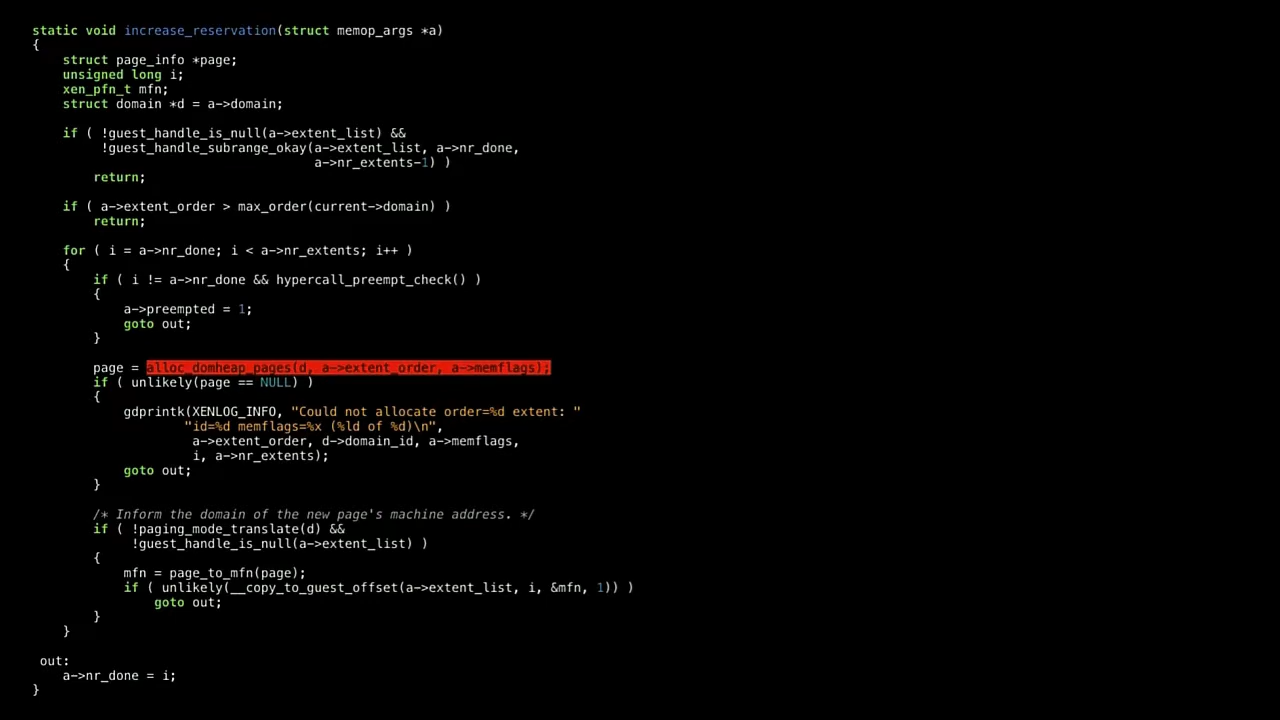 static void increase_reservation(struct memop_args *a)
{
    struct page_info *page;
    unsigned long i;
    xen_pfn_t mfn;
    struct domain *d = a->domain;

    if ( !guest_handle_is_null(a->extent_list) &&
         !guest_handle_subrange_okay(a->extent_list, a->nr_done,
                                     a->nr_extents-1) )
        return;

    if ( a->extent_order > max_order(current->domain) )
        return;

    for ( i = a->nr_done; i < a->nr_extents; i++ )
    {
        if ( i != a->nr_done && hypercall_preempt_check() )
        {
            a->preempted = 1;
            goto out;
        }

        page = alloc_domheap_pages(d, a->extent_order, a->memflags);
        if ( unlikely(page == NULL) )
        {
            gdprintk(XENLOG_INFO, "Could not allocate order=%d extent: "
                    "id=%d memflags=%x (%ld of %d)\n",
                     a->extent_order, d->domain_id, a->memflags,
                     i, a->nr_extents);
            goto out;
        }

        /* Inform the domain of the new page's machine address. */
        if ( !paging_mode_translate(d) &&
             !guest_handle_is_null(a->extent_list) )
        {
            mfn = page_to_mfn(page);
            if ( unlikely(__copy_to_guest_offset(a->extent_list, i, &mfn, 1)) )
                goto out;
        }
    }

 out:
    a->nr_done = i;
}